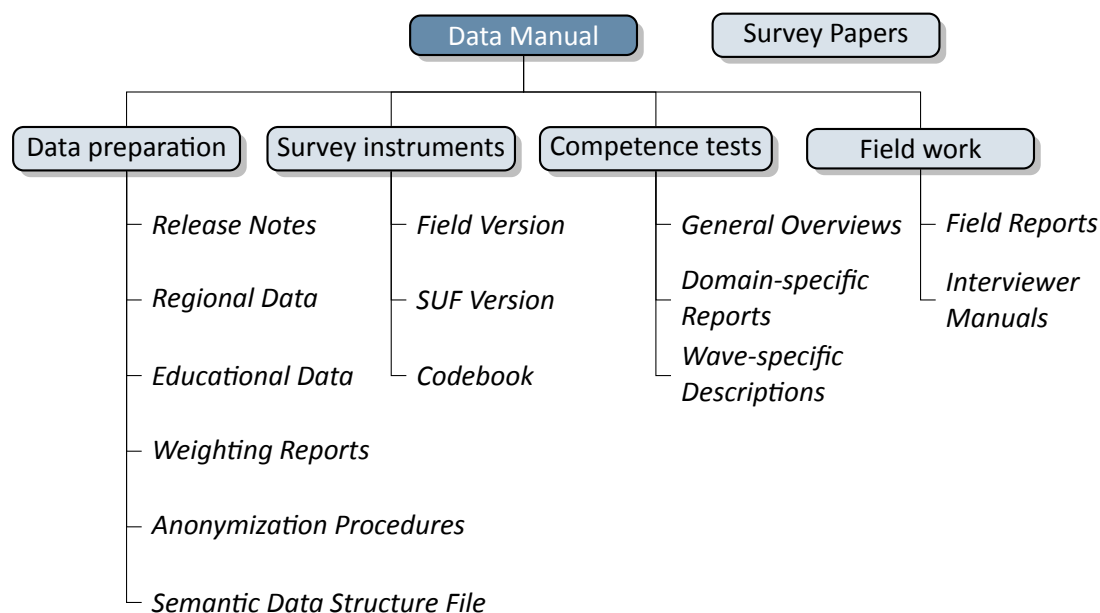 Data Manual
Survey Papers
Data preparation
Survey instruments
Competence tests
Field work
Release Notes
Regional Data
Educational Data
Weighting Reports
Anonymization Procedures
Semantic Data Structure File
Field Version
SUF Version
Codebook
General Overviews
Domain-specific
Reports
Wave-specific
Descriptions
Field Reports
Interviewer
Manuals